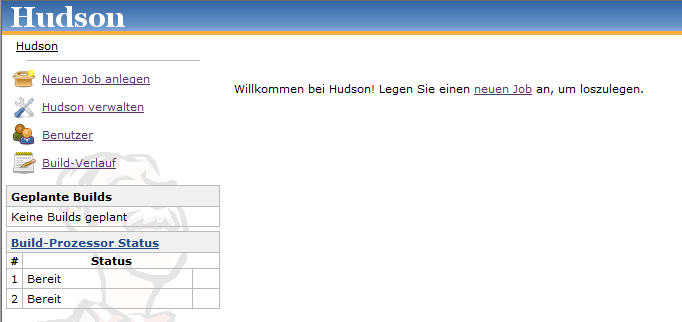 Hudson
Hudson
Neuen Job anlegen
Hudson verwalten
Benutzer
Build-Verlauf
Geplante Builds
Keine Builds geplant
Build-Prozessor Status
# Status
1 Bereit
2 Bereit
Willkommen bei Hudson! Legen Sie einen neuen Job an, um loszulegen.